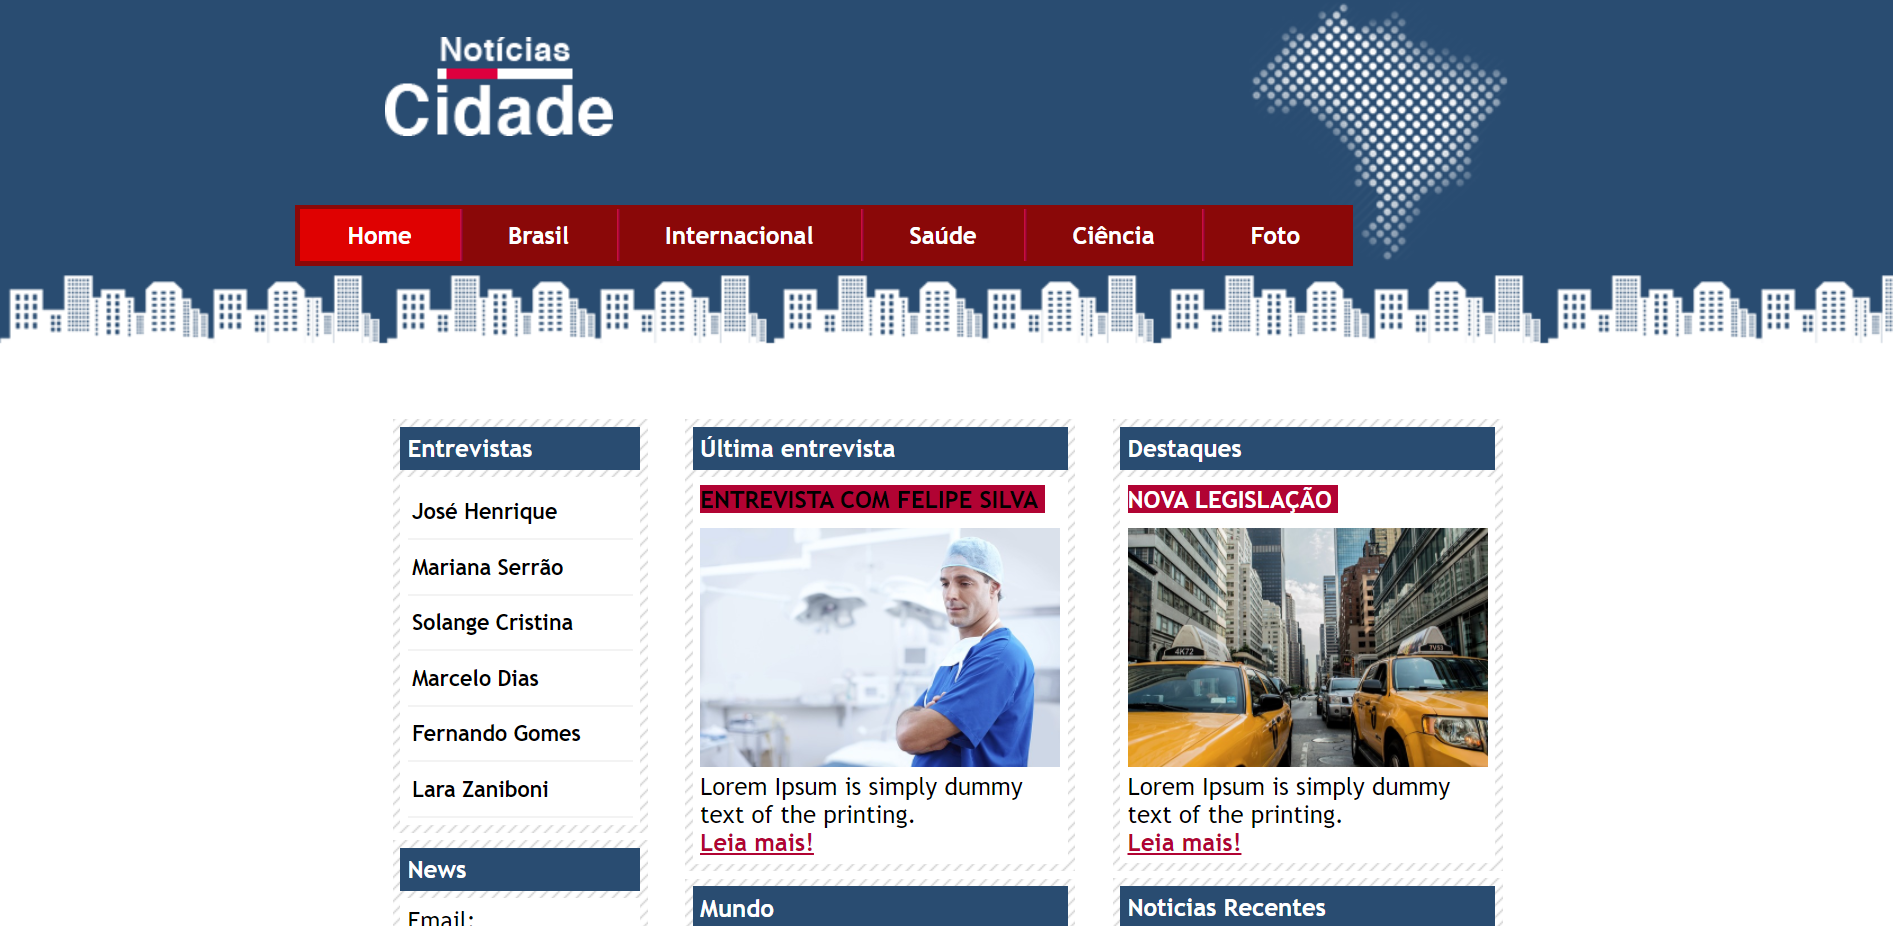 Notícias
Cidade
Home
Brasil
Internacional
Saúde
Ciência
Foto
Entrevistas
José Henrique
Mariana Serrão
Solange Cristina
Marcelo Dias
Fernando Gomes
Lara Zaniboni
News
Email:
Última entrevista
ENTREVISTA COM FELIPE SILVA
Lorem Ipsum is simply dummy
text of the printing.
Leia mais!
Mundo
Destaques
NOVA LEGISLAÇÃO
4K72
7V93
Lorem Ipsum is simply dummy
text of the printing.
Leia mais!
Noticias Recentes